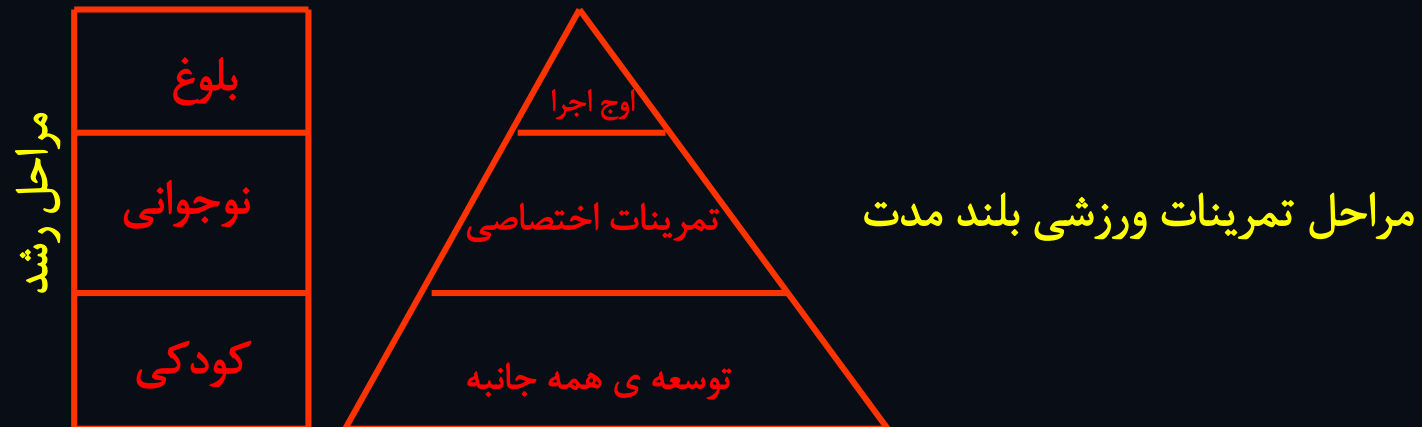 مراحل تمرینات ورزشی بلند مدت
اوج اجرا
تمرینات اختصاصی
توسعه ی همه جانبه
بلوغ
نوجوانی
کودکی
مراحل رشد